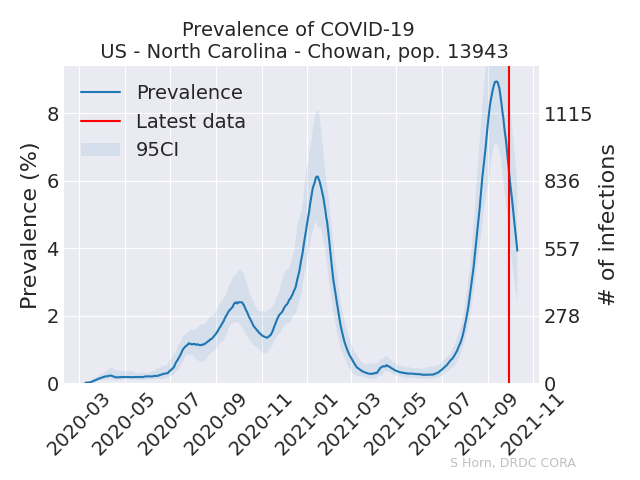 Prevalence of COVID-19
US - North Carolina - Chowan, pop. 13943
Prevalence
Latest data
95CI
Prevalence (%)
0
2
4
6
8
# of infections
0
278
557
836
1115
2020-03
2020-05
2020-07
2020-09
2020-11
2021-01
2021-03
2021-05
2021-07
2021-09
2021-11
S Horn, DRDC CORA